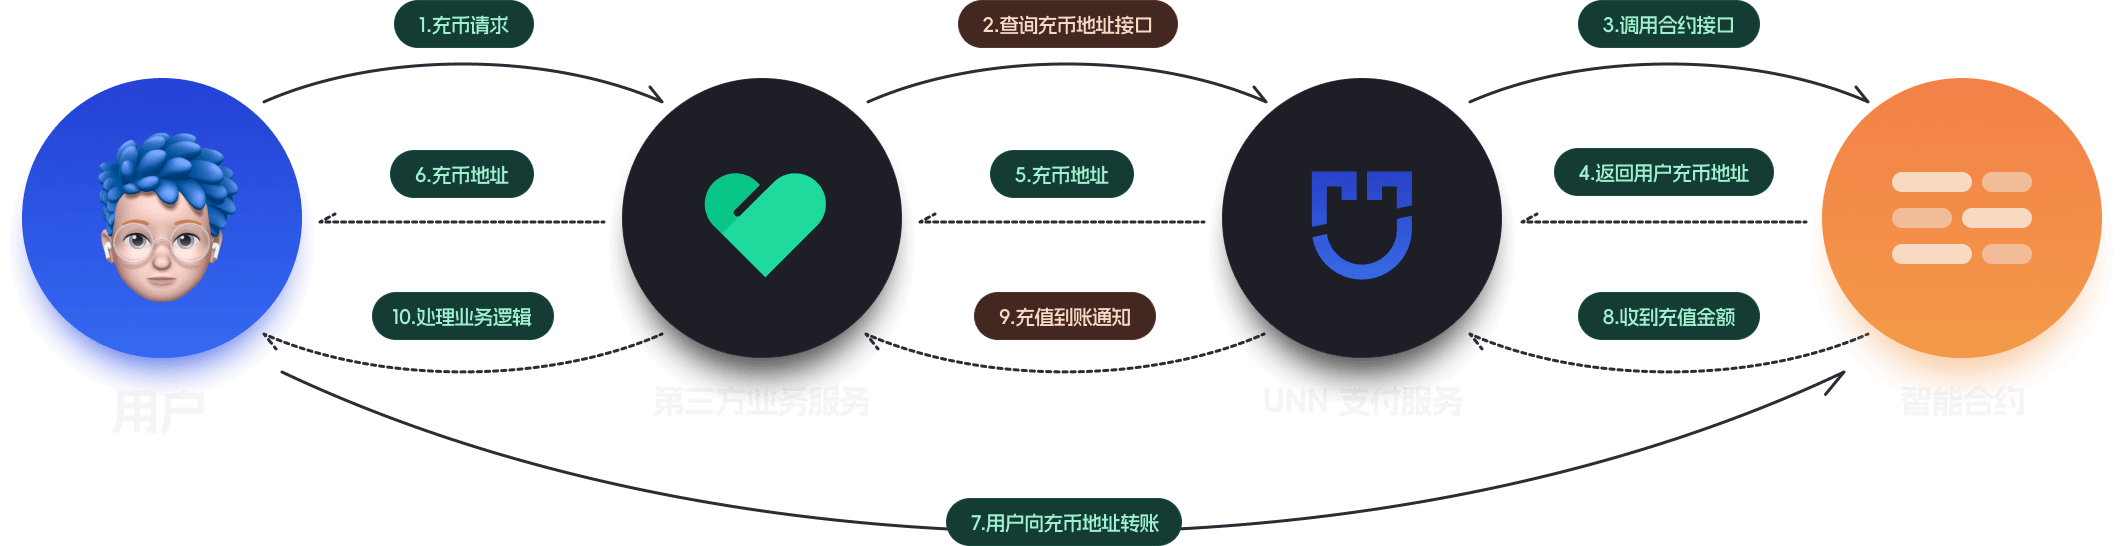 1.充币请求
2.查询充币地址接口
3.调用合约接口
6.充币地址
5.充币地址
4.返回用户充币地址
10.处理业务逻辑
9.充值到账通知
8.收到充值金额
用户
第三方业务服务
UNN 支付服务
智能合约
7.用户向充币地址转账